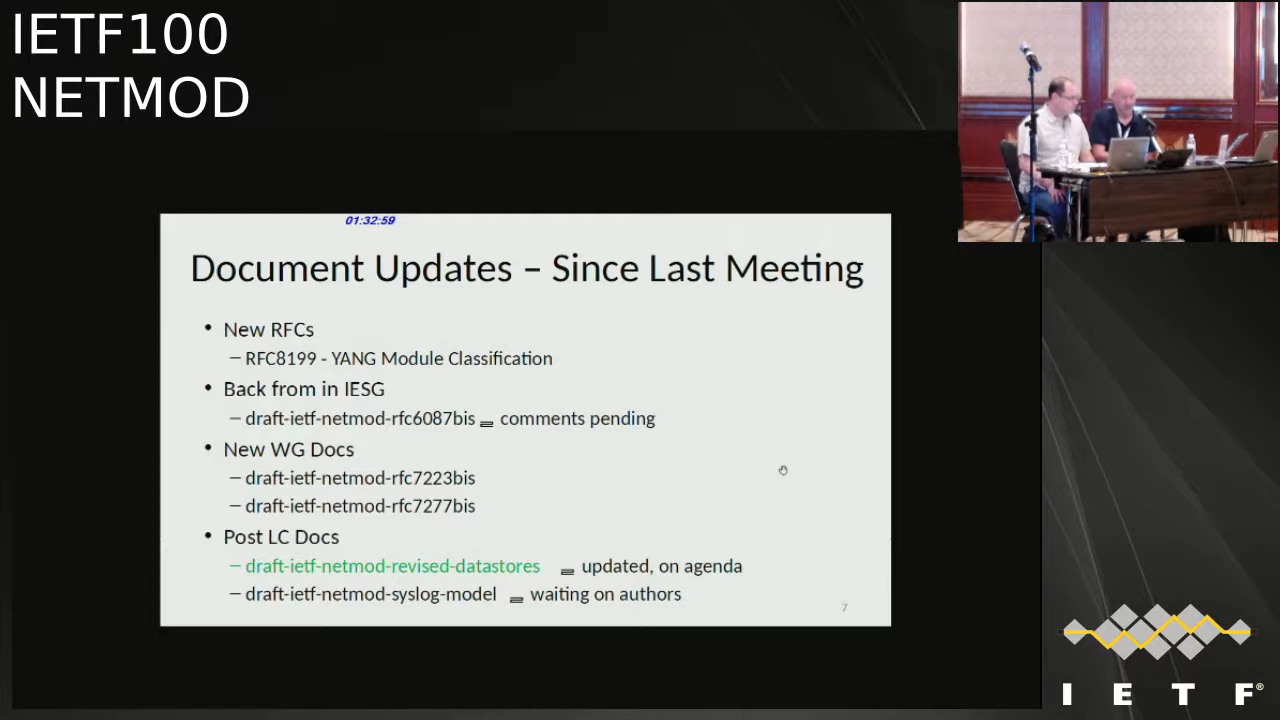 IETF100
NETMOD
01:32:59
Document Updates – Since Last Meeting
• New RFCs
– RFC8199 - YANG Module Classification
• Back from in IESG
– draft-ietf-netmod-rfc6087bis = comments pending
• New WG Docs
– draft-ietf-netmod-rfc7223bis
– draft-ietf-netmod-rfc7277bis
• Post LC Docs
– draft-ietf-netmod-revised-datastores = updated, on agenda
– draft-ietf-netmod-syslog-model = waiting on authors
7
I E T F®